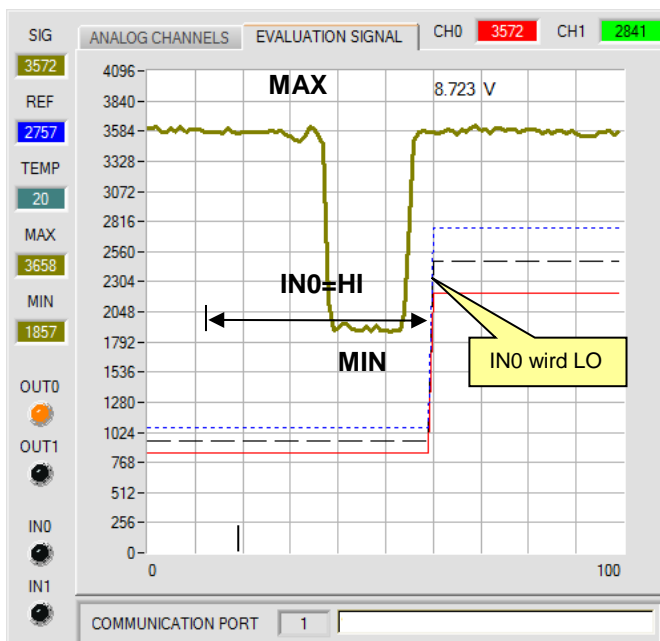 SIG
3572
REF
2757
TEMP
20
MAX
3658
MIN
1857
OUT0
OUT1
IN0
IN1
ANALOG CHANNELS
EVALUATION SIGNAL
CH0
3572
CH1
2841
4096
3840
3584
3328
3072
2816
2560
2304
2048
1792
1536
1280
1024
768
512
256
0
MAX
8.723 V
IN0=HI
MIN
IN0 wird LO
0
100
COMMUNICATION PORT
1